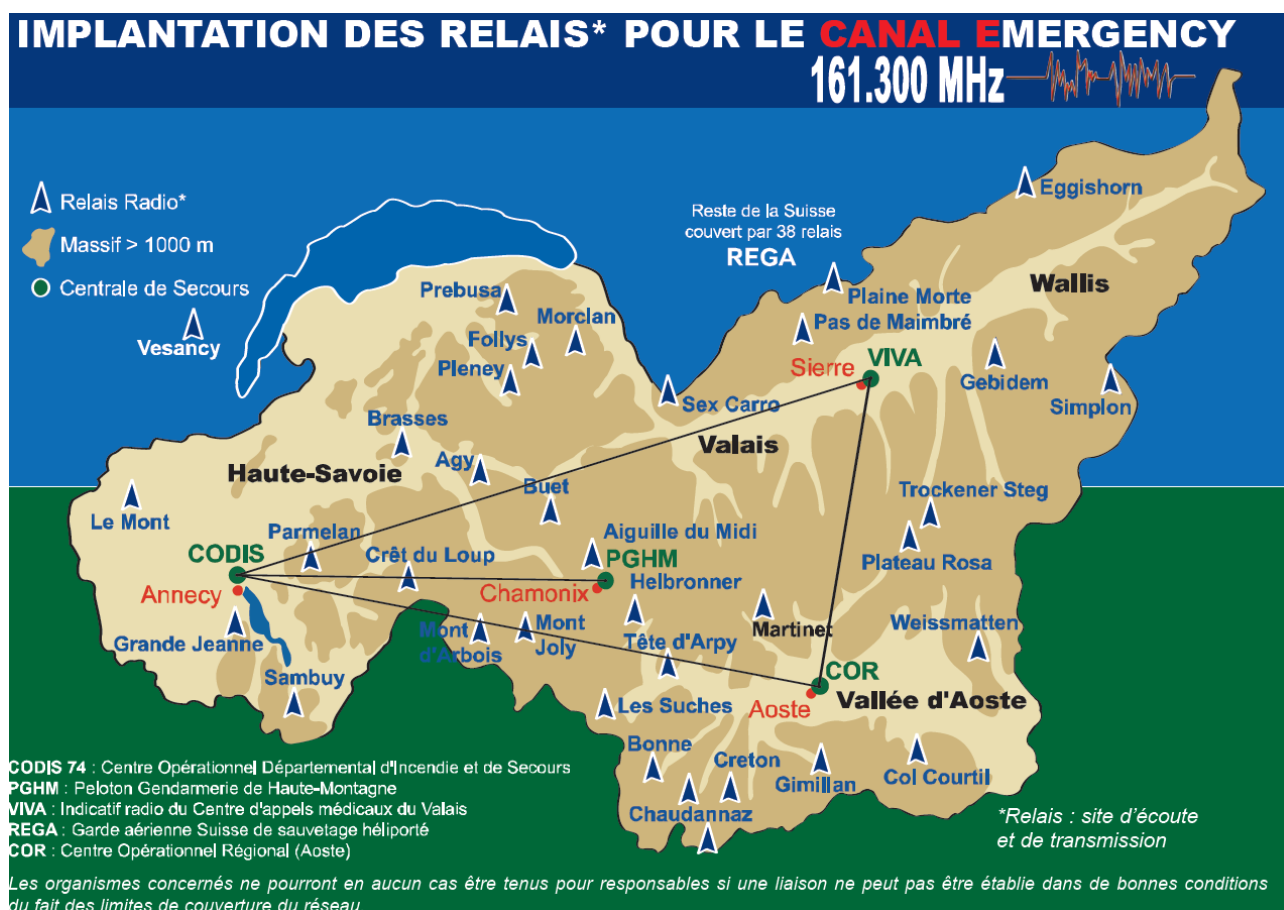 IMPLANTATION DES RELAIS* POUR LE CANAL EMERGENCY
161.300 MHz
Relais Radio*
Massif > 1000 m
Centrale de Secours
Vesancy
Reste de la Suisse
couvert par 38 relais
REGA
Eggishorn
Wallis
Plaine Morte
Pas de Maimbré
Prebusa
Morclan
Follys
Pleney
Sierre
VIVA
Gebidem
Simplon
Sex Carro
Brasses
Valais
Haute-Savoie
Agy
Buet
Trockener Steg
Le Mont
Parmelan
Aiguille du Midi
CODIS
Crêt du Loup
PGHM
Plateau Rosa
Annecy
Chamonix
Helbronner
Grande Jeanne
Mont
d'Arbois
Mont
Joly
Tête d'Arpy
Martinet
Weissmatten
Sambuy
COR
Les Suches
Aoste
Vallée d'Aoste
Bonne
Creton
Gimillan
Col Courtil
Chaudannaz
CODIS 74 : Centre Opérationnel Départemental d'Incendie et de Secours
PGHM : Peloton Gendarmerie de Haute-Montagne
VIVA : Indicatif radio du Centre d'appels médicaux du Valais
REGA : Garde aérienne Suisse de sauvetage héliporté
COR : Centre Opérationnel Régional (Aoste)
*Relais : site d'écoute
et de transmission
Les organismes concernés ne pourront en aucun cas être tenus pour responsables si une liaison ne peut pas être établie dans de bonnes conditions
du fait des limites de couverture du réseau.